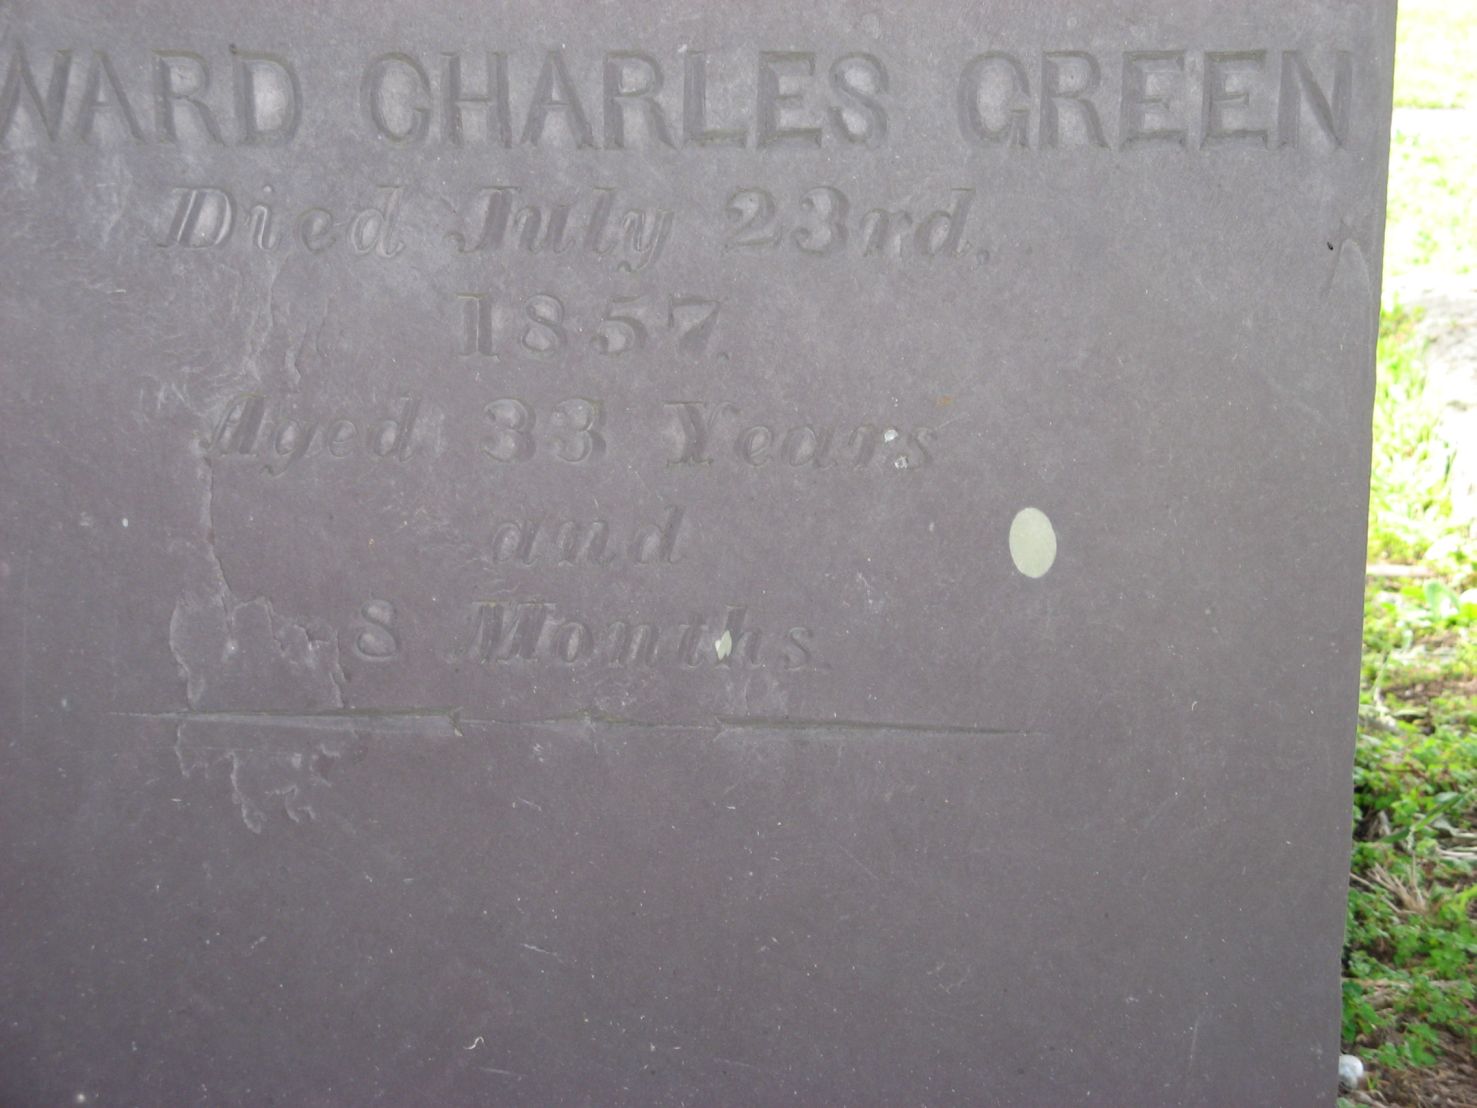 WARD CHARLES GREEN
Died July 23rd,
1857.
Aged 33 Years
and
8 Months.